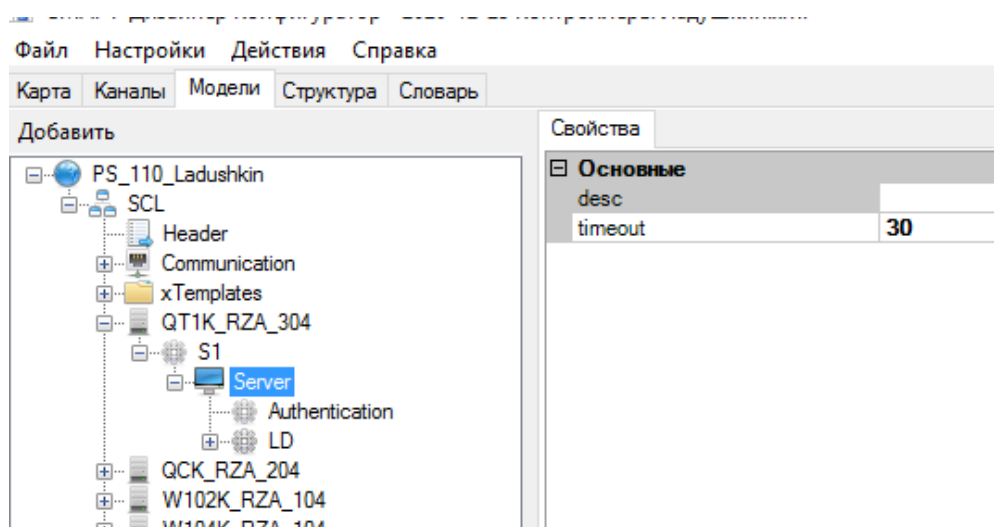 Файл Настройки Действия Справка
Карта Каналы Модели Структура Словарь
Добавить
Свойства
PS_110_Ladushkin
SCL
Header
Communication
xTemplates
QT1K_RZA_304
S1
Server
Authentication
LD
QCK_RZA_204
W102K_RZA_104
Основные
desc
timeout 30